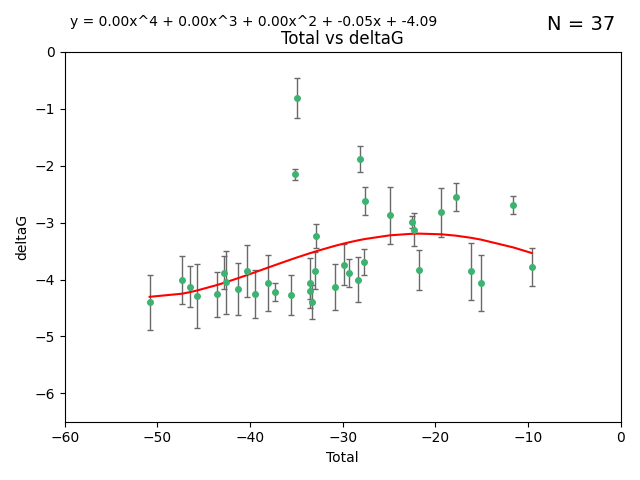 y = 0.00x^4 + 0.00x^3 + 0.00x^2 + -0.05x + -4.09
N = 37
Total vs deltaG
0
−1
−2
−3
−4
−5
−6
deltaG
−60 −50 −40 −30 −20 −10 0
Total